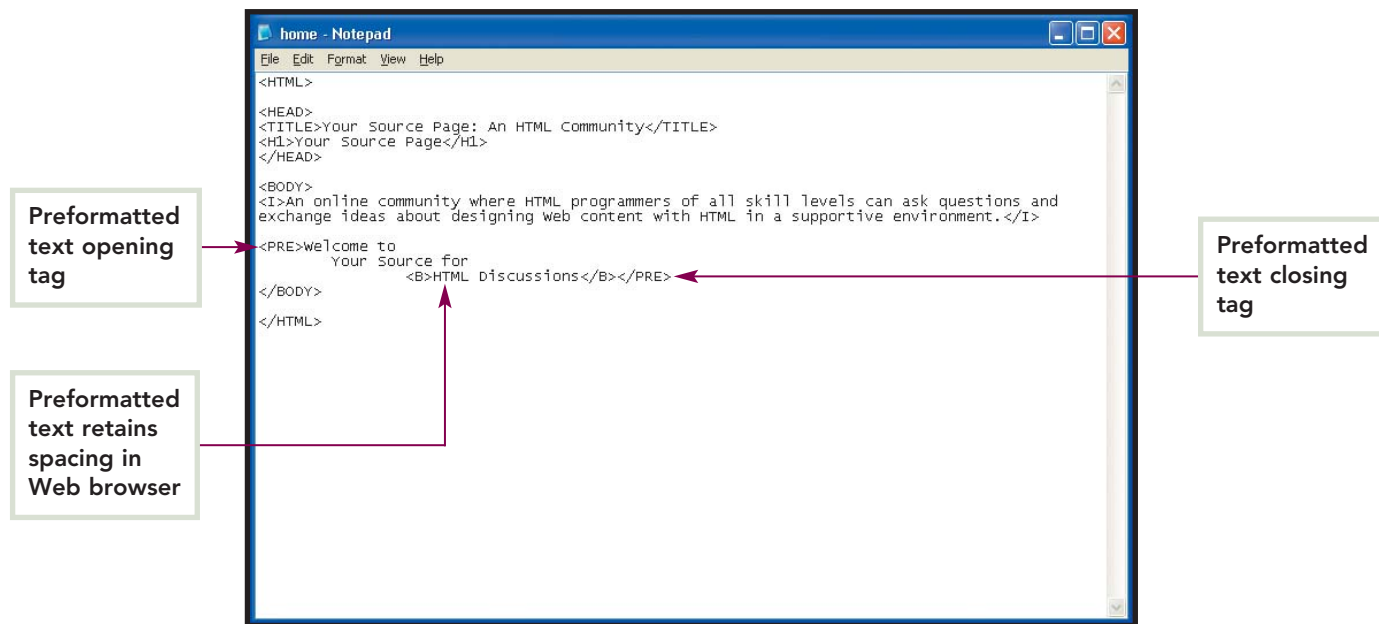 home - Notepad
File Edit Format View Help
<HTML>
<HEAD>
<TITLE>Your Source Page: An HTML Community</TITLE>
<H1>Your Source Page</H1>
</HEAD>
<BODY>
<I>An online community where HTML programmers of all skill levels can ask questions and
exchange ideas about designing Web content with HTML in a supportive environment.</I>
<PRE>Welcome to
Your Source for
<B>HTML Discussions</B></PRE>
</BODY>
</HTML>
Preformatted
text opening
tag
Preformatted
text retains
spacing in
Web browser
Preformatted
text closing
tag